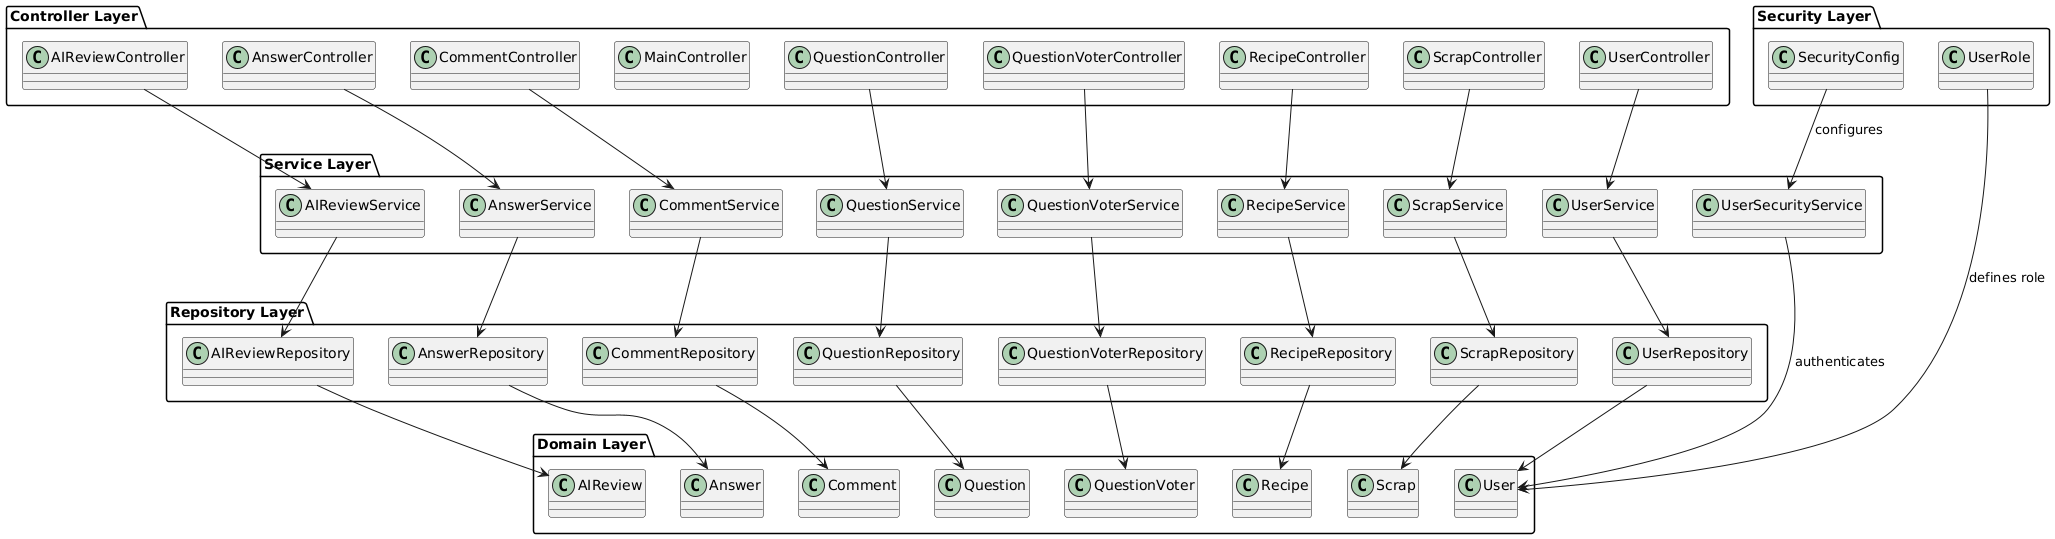 Controller Layer
Security Layer
C AIReviewController
C AnswerController
C CommentController
C MainController
C QuestionController
C QuestionVoterController
C RecipeController
C ScrapController
C UserController
C SecurityConfig
C UserRole
configures
Service Layer
C AIReviewService
C AnswerService
C CommentService
C QuestionService
C QuestionVoterService
C RecipeService
C ScrapService
C UserService
C UserSecurityService
defines role
Repository Layer
C AIReviewRepository
C AnswerRepository
C CommentRepository
C QuestionRepository
C QuestionVoterRepository
C RecipeRepository
C ScrapRepository
C UserRepository
authenticates
Domain Layer
C AIReview
C Answer
C Comment
C Question
C QuestionVoter
C Recipe
C Scrap
C User